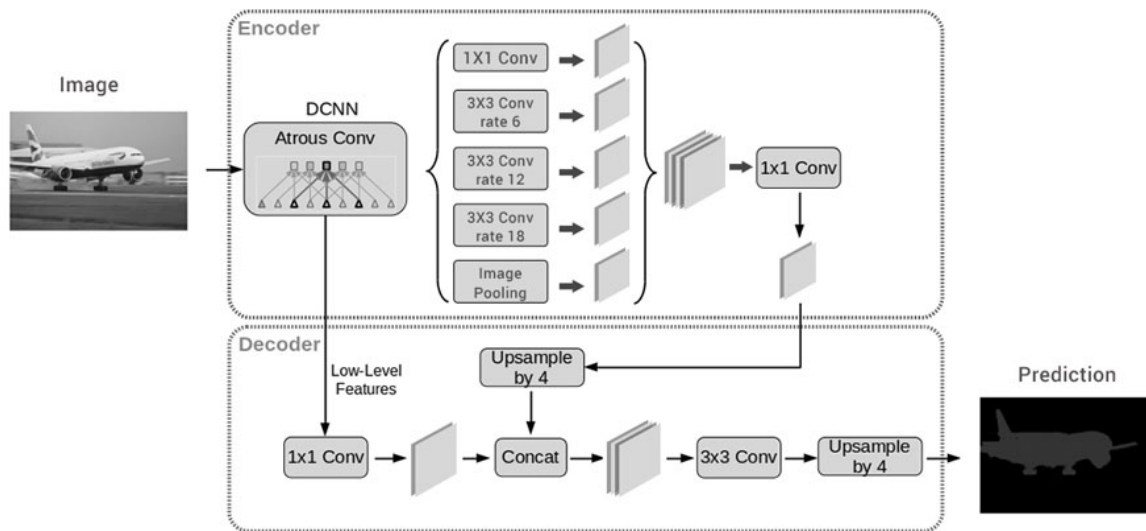 Encoder
Image
DCNN
Atrous Conv
1X1 Conv
3X3 Conv
rate 6
3X3 Conv
rate 12
3X3 Conv
rate 18
Image
Pooling
1x1 Conv
Decoder
Low-Level
Features
Upsample
by 4
1x1 Conv
Concat
3x3 Conv
Upsample
by 4
Prediction